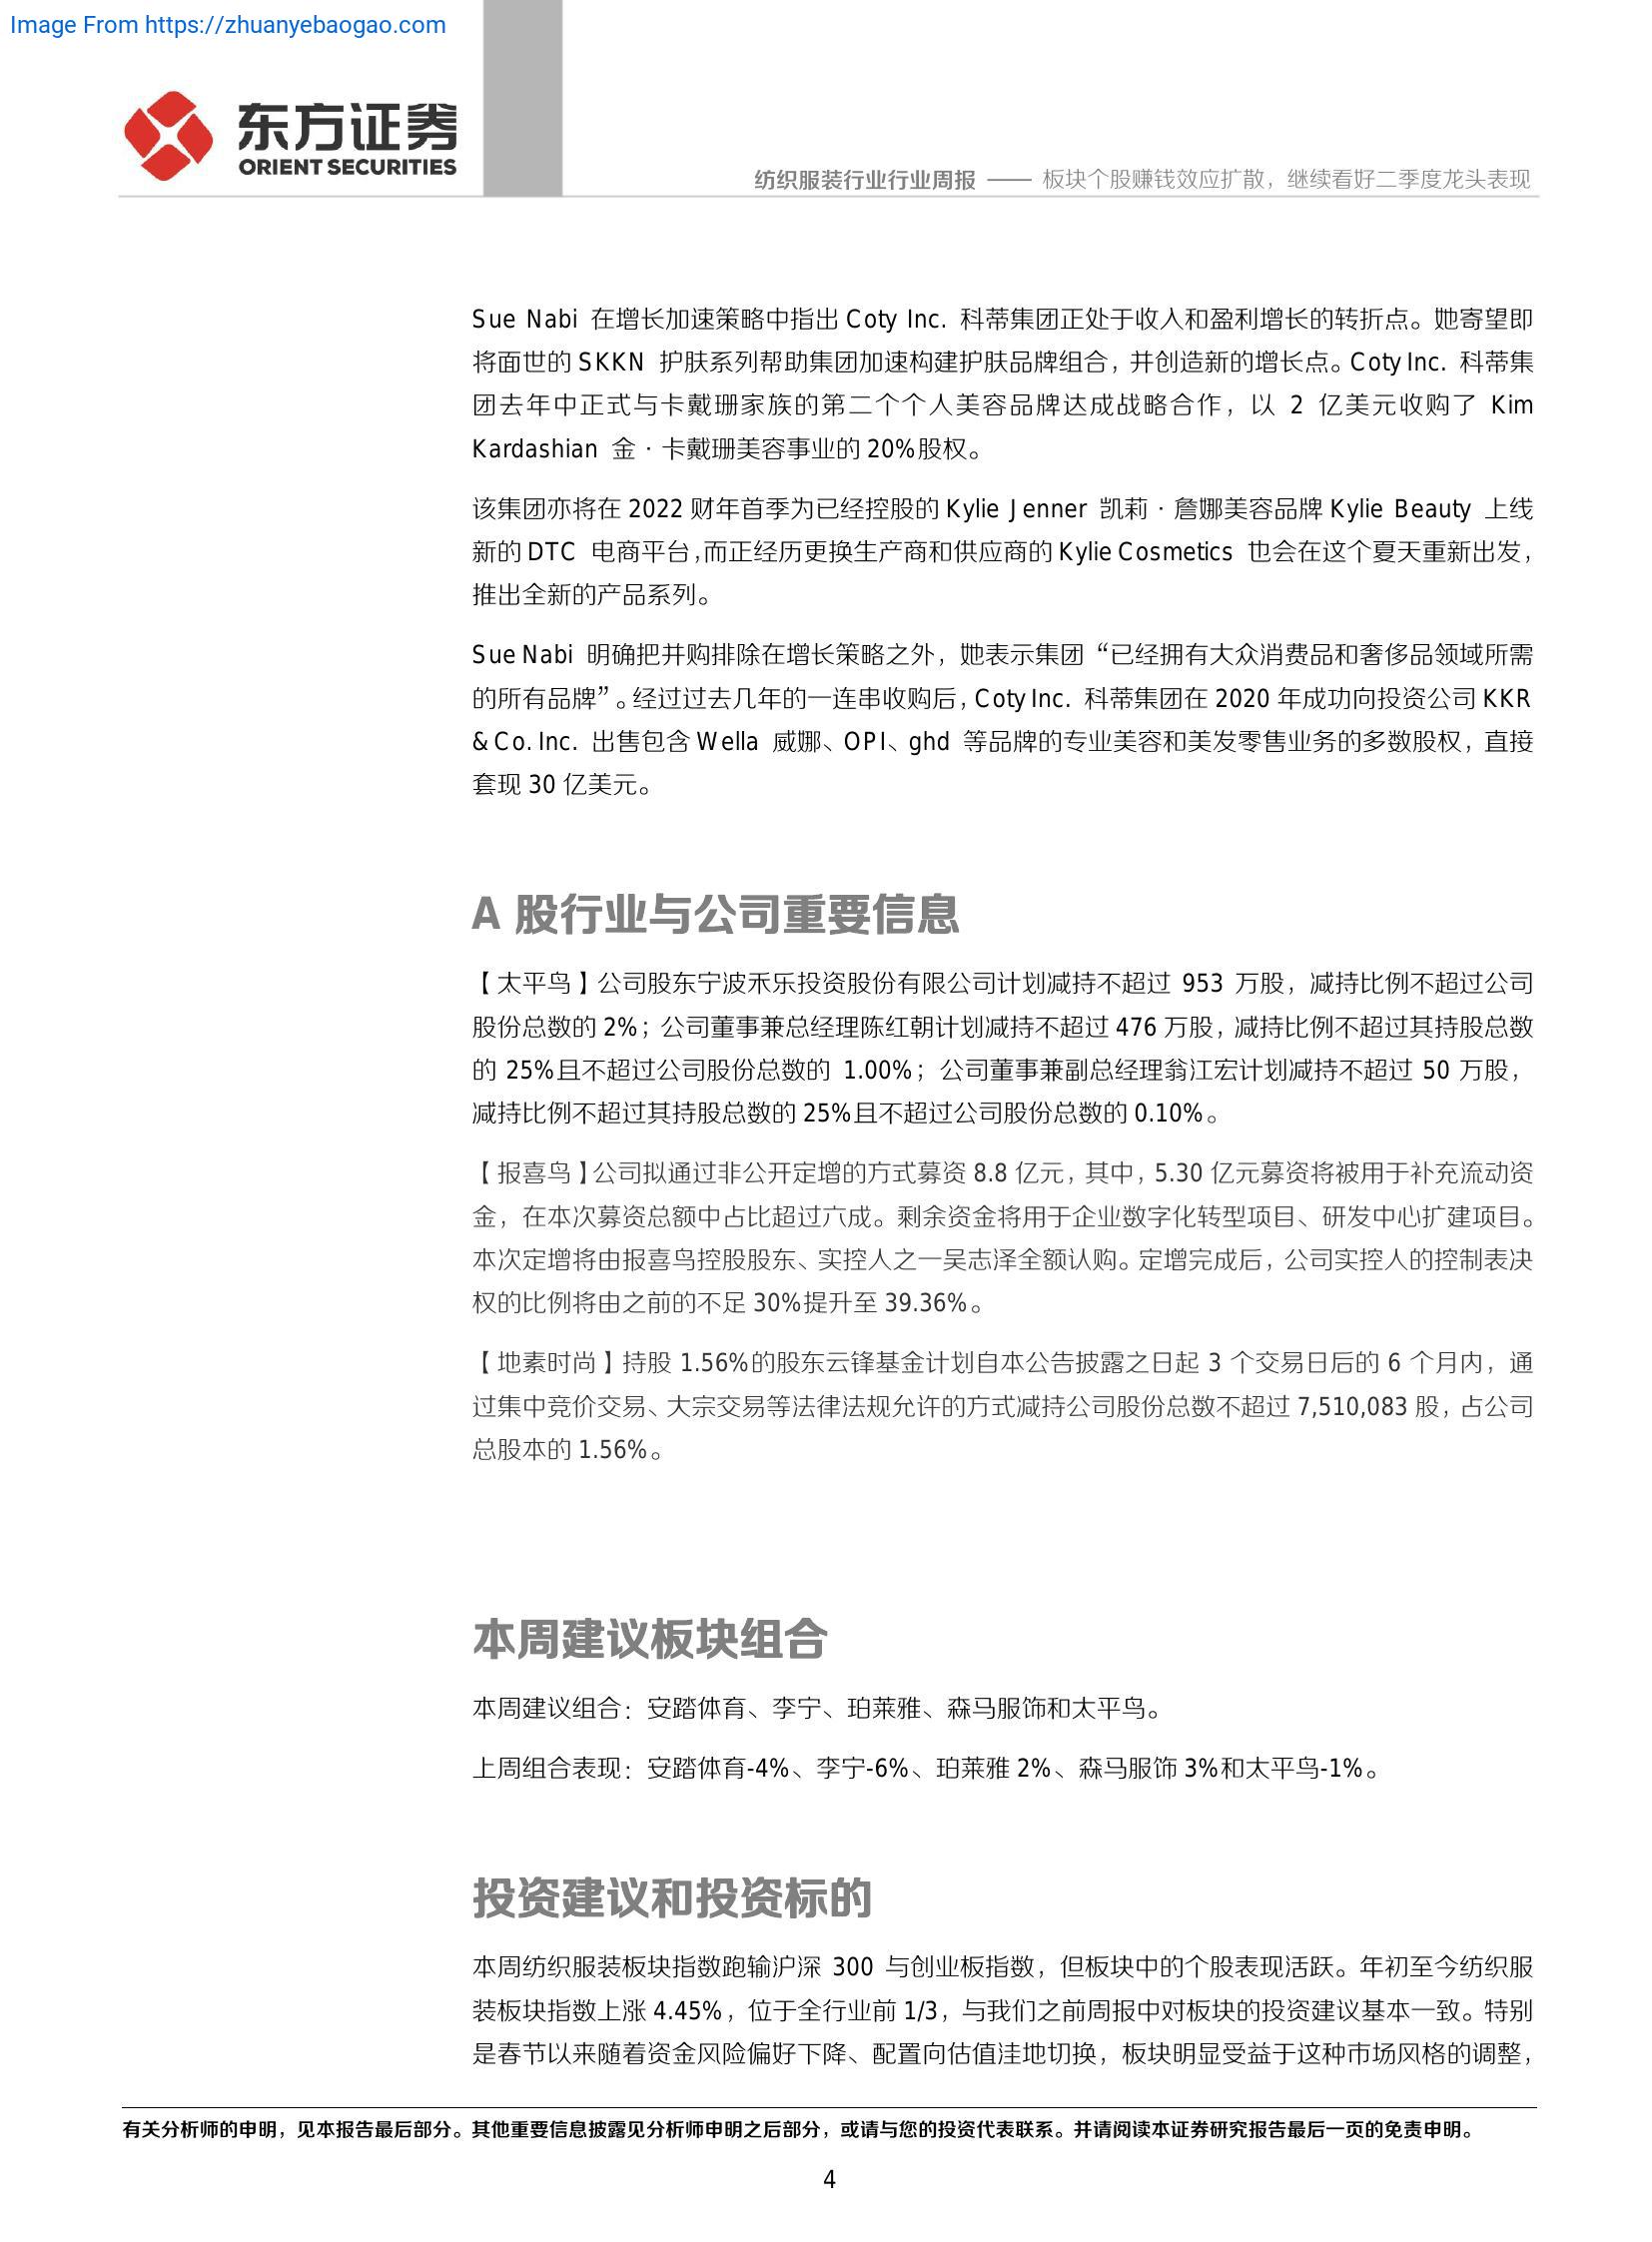 Image From https://zhuanyebaogao.com
东方证券
ORIENT SECURITIES
纺织服装行业行业周报 —— 板块个股赚钱效应扩散，继续看好二季度龙头表现
Sue Nabi 在增长加速策略中指出 Coty Inc. 科蒂集团正处于收入和盈利增长的转折点。她寄望即
将面世的 SKKN 护肤系列帮助集团加速构建护肤品牌组合，并创造新的增长点。Coty Inc. 科蒂集
团去年中正式与卡戴珊家族的第二个个人美容品牌达成战略合作，以 2 亿美元收购了 Kim
Kardashian 金·卡戴珊美容事业的 20%股权。
该集团亦将在 2022 财年首季为已经控股的 Kylie Jenner 凯莉·詹娜美容品牌 Kylie Beauty 上线
新的 DTC 电商平台，而正经历更换生产商和供应商的 Kylie Cosmetics 也会在这个夏天重新出发，
推出全新的产品系列。
Sue Nabi 明确把并购排除在增长策略之外，她表示集团“已经拥有大众消费品和奢侈品领域所需
的所有品牌”。经过过去几年的一连串收购后，Coty Inc. 科蒂集团在 2020 年成功向投资公司 KKR
& Co. Inc. 出售包含 Wella 威娜、OPI、ghd 等品牌的专业美容和美发零售业务的多数股权，直接
套现 30 亿美元。
A 股行业与公司重要信息
【太平鸟】公司股东宁波禾乐投资股份有限公司计划减持不超过 953 万股，减持比例不超过公司
股份总数的 2%；公司董事兼总经理陈红朝计划减持不超过 476 万股，减持比例不超过其持股总数
的 25%且不超过公司股份总数的 1.00%；公司董事兼副总经理翁江宏计划减持不超过 50 万股，
减持比例不超过其持股总数的 25%且不超过公司股份总数的 0.10%。
【报喜鸟】公司拟通过非公开定增的方式募资 8.8 亿元，其中，5.30 亿元募资将被用于补充流动资
金，在本次募资总额中占比超过六成。剩余资金将用于企业数字化转型项目、研发中心扩建项目。
本次定增将由报喜鸟控股股东、实控人之一吴志泽全额认购。定增完成后，公司实控人的控制表决
权的比例将由之前的不足 30%提升至 39.36%。
【地素时尚】持股 1.56%的股东云锋基金计划自本公告披露之日起 3 个交易日后的 6 个月内，通
过集中竞价交易、大宗交易等法律法规允许的方式减持公司股份总数不超过 7,510,083 股，占公司
总股本的 1.56%。
本周建议板块组合
本周建议组合：安踏体育、李宁、珀莱雅、森马服饰和太平鸟。
上周组合表现：安踏体育-4%、李宁-6%、珀莱雅 2%、森马服饰 3%和太平鸟-1%。
投资建议和投资标的
本周纺织服装板块指数跑输沪深 300 与创业板指数，但板块中的个股表现活跃。年初至今纺织服
装板块指数上涨 4.45%，位于全行业前 1/3，与我们之前周报中对板块的投资建议基本一致。特别
是春节以来随着资金风险偏好下降、配置向估值洼地切换，板块明显受益于这种市场风格的调整，
有关分析师的申明，见本报告最后部分。其他重要信息披露见分析师申明之后部分，或请与您的投资代表联系。并请阅读本证券研究报告最后一页的免责申明。
4